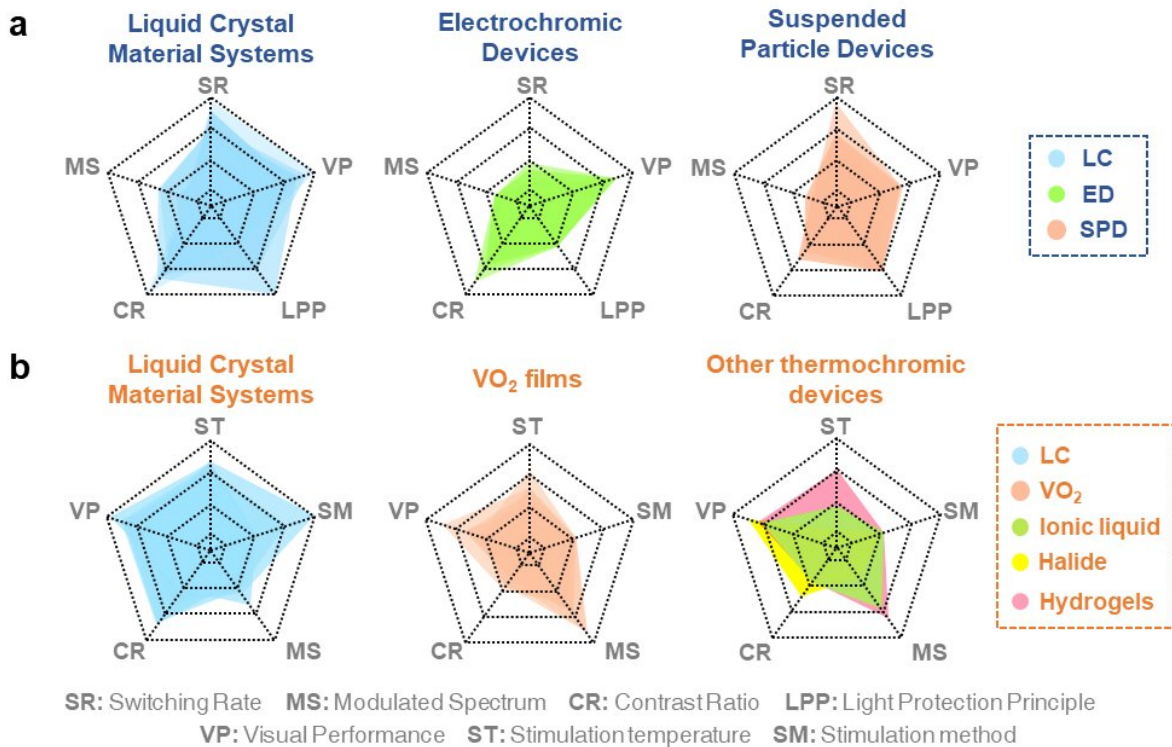 a
Liquid Crystal
Material Systems
Electrochromic
Devices
Suspended
Particle Devices
SR
VP
LPP
CR
MS
SR
VP
LPP
CR
MS
SR
VP
LPP
CR
MS
LC
ED
SPD
b
Liquid Crystal
Material Systems
VO₂ films
Other thermochromic
devices
ST
SM
MS
CR
VP
ST
SM
MS
CR
VP
ST
SM
MS
CR
VP
LC
VO₂
Ionic liquid
Halide
Hydrogels
SR: Switching Rate MS: Modulated Spectrum CR: Contrast Ratio LPP: Light Protection Principle
VP: Visual Performance ST: Stimulation temperature SM: Stimulation method